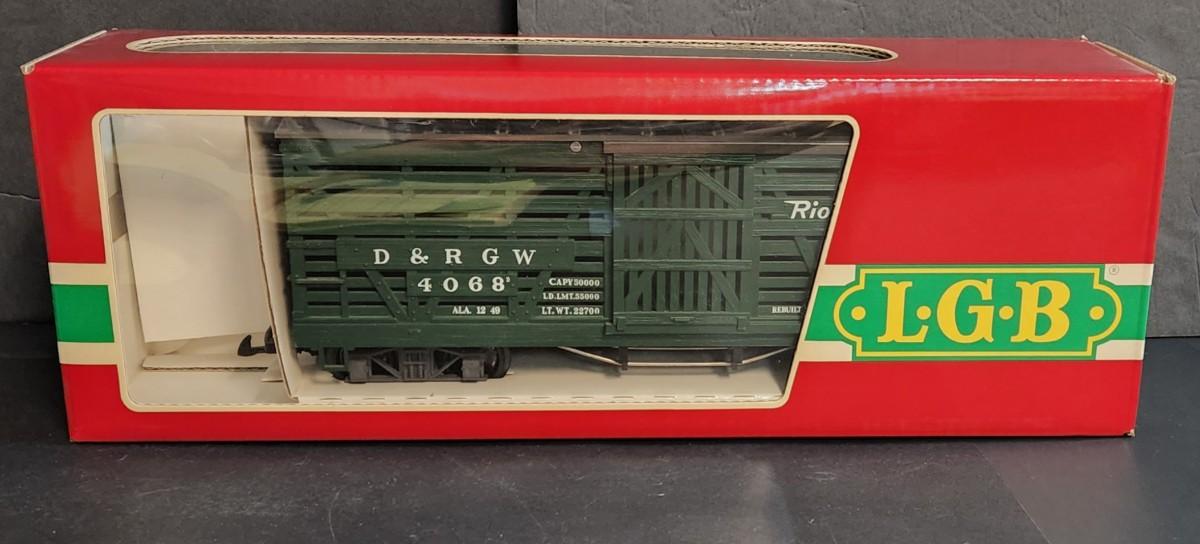 Rio
D & R G W
4068
CAPY 50000
LD. LMT. 55000
ALA. 12 49
LT. WT. 22700
REBUILT
L·G·B®